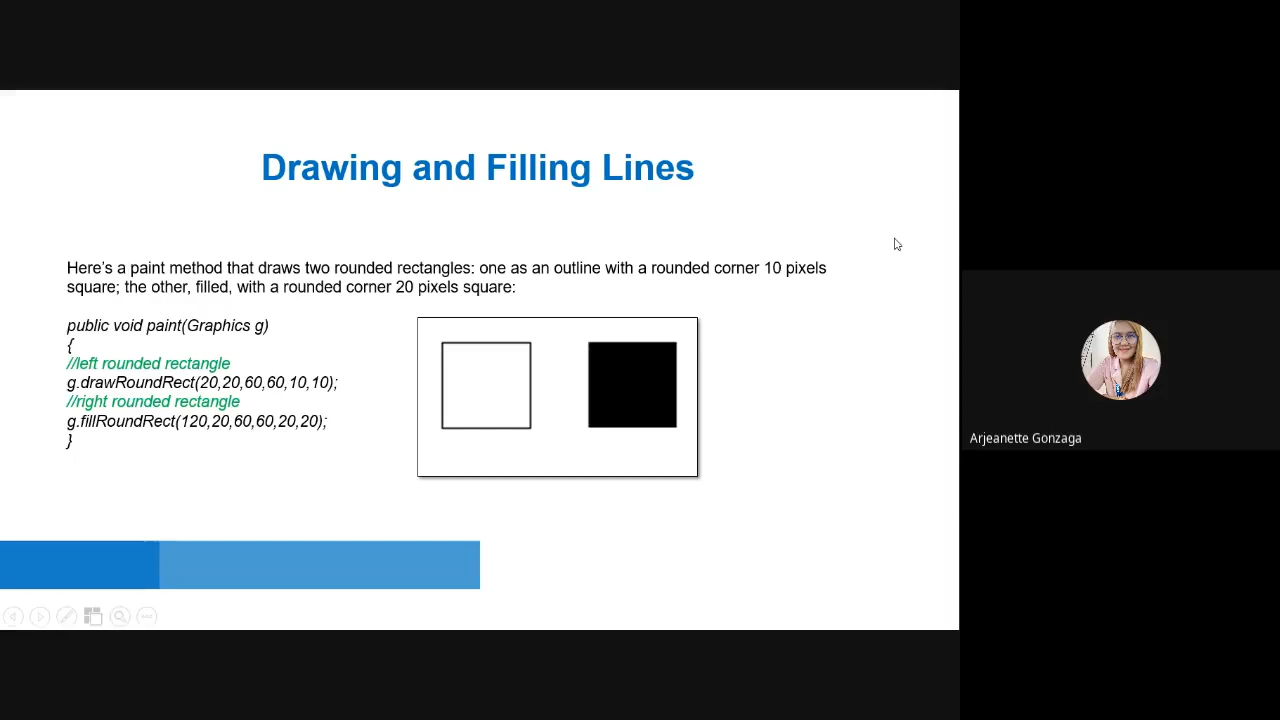 Drawing and Filling Lines
Here's a paint method that draws two rounded rectangles: one as an outline with a rounded corner 10 pixels
square; the other, filled, with a rounded corner 20 pixels square:
public void paint(Graphics g)
{
//left rounded rectangle
g.drawRoundRect(20,20,60,60,10,10);
//right rounded rectangle
g.fillRoundRect(120,20,60,60,20,20);
}
Arjeanette Gonzaga